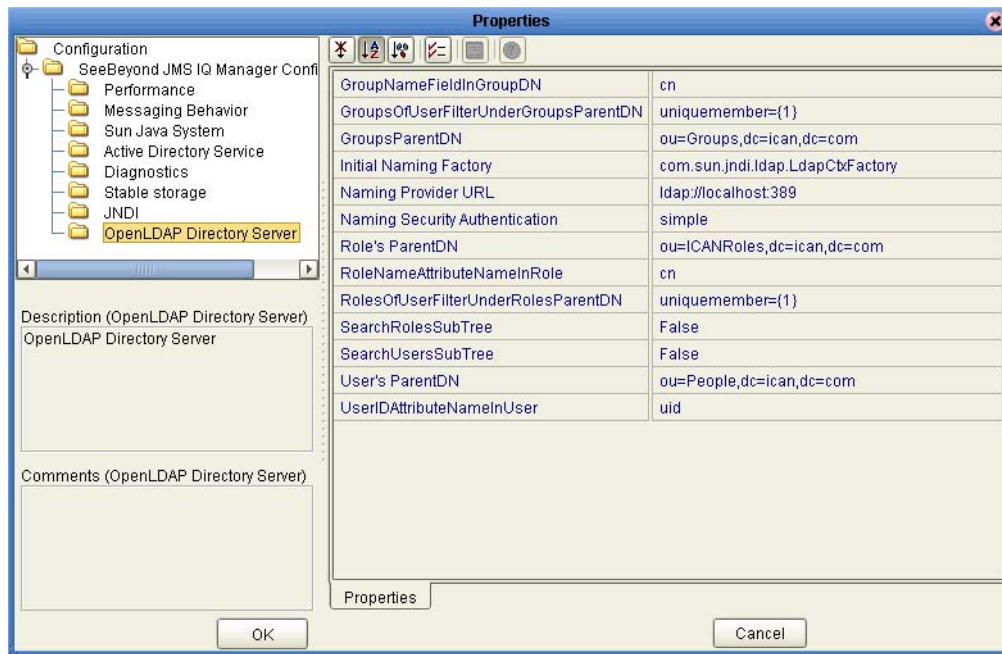 Properties
Configuration
SeeBeyond JMS IQ Manager Confi
Performance
Messaging Behavior
Sun Java System
Active Directory Service
Diagnostics
Stable storage
JNDI
OpenLDAP Directory Server
Description (OpenLDAP Directory Server)
OpenLDAP Directory Server
Comments (OpenLDAP Directory Server)
GroupNameFieldInGroupDN cn
GroupsOfUserFilterUnderGroupsParentDN uniquemember={1}
GroupsParentDN ou=Groups,dc=ican,dc=com
Initial Naming Factory com.sun.jndi.ldap.LdapCtxFactory
Naming Provider URL ldap://localhost:389
Naming Security Authentication simple
Role's ParentDN ou=ICANRoles,dc=ican,dc=com
RoleNameAttributeNameInRole cn
RolesOfUserFilterUnderRolesParentDN uniquemember={1}
SearchRolesSubTree False
SearchUsersSubTree False
User's ParentDN ou=People,dc=ican,dc=com
UserIDAttributeNameInUser uid
Properties
OK
Cancel